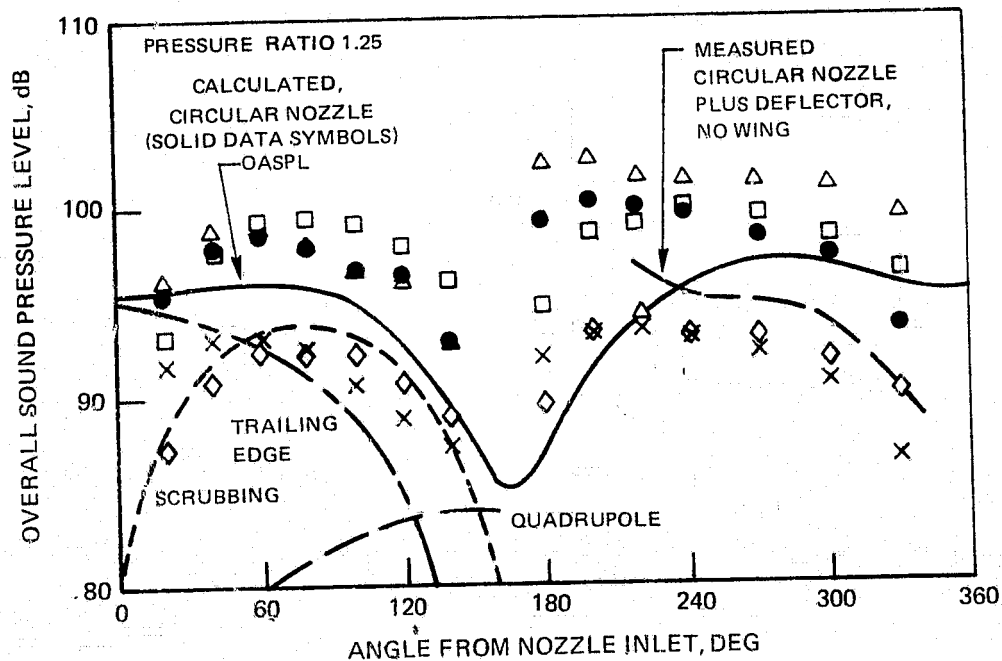 110
PRESSURE RATIO 1.25
CALCULATED,
CIRCULAR NOZZLE
(SOLID DATA SYMBOLS)
OASPL
MEASURED
CIRCULAR NOZZLE
PLUS DEFLECTOR,
NO WING
OVERALL SOUND PRESSURE LEVEL, dB
100
90
TRAILING
EDGE
SCRUBBING
QUADRUPOLE
80
0
60
120
180
240
300
360
ANGLE FROM NOZZLE INLET, DEG